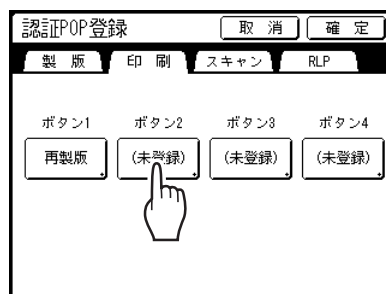 認証POP登録 取 消 確 定
製 版 印 刷 スキャン RLP
ボタン1 ボタン2 ボタン3 ボタン4
再製版 (未登録) (未登録) (未登録)